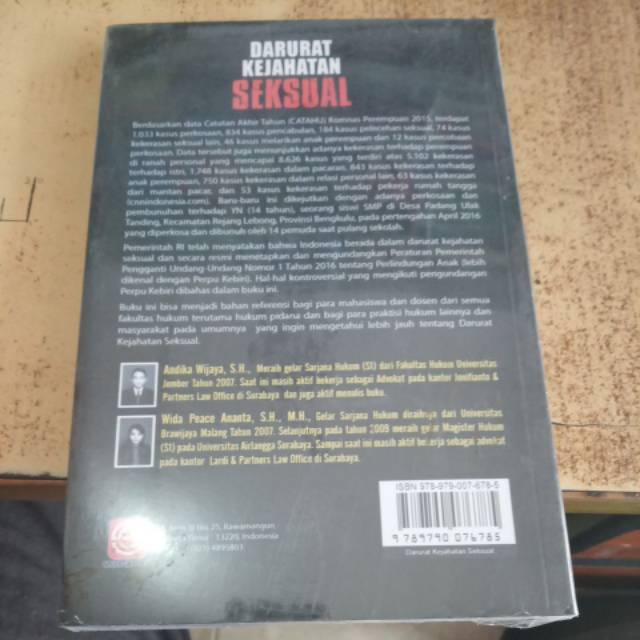 DARURAT
KEJAHATAN
SEKSUAL
Berdasarkan data Catatan Akhir Tahun (CATAHU) Komnas Perempuan 2015, terdapat
1.033 kasus perkosaan, 834 kasus pencabulan, 184 kasus pelecehan seksual, 74 kasus
kekerasan seksual lain, 46 kasus melarikan anak perempuan dan 12 kasus percobaan
perkosaan. Data tersebut juga menunjukkan adanya kekerasan terhadap perempuan
di ranah personal yang mencapai 8.626 kasus yang terdiri atas 5.102 kekerasan
terhadap istri, 1.748 kasus kekerasan dalam pacaran, 843 kasus kekerasan terhadap
anak perempuan, 750 kasus kekerasan dalam relasi personal lain, 63 kasus kekerasan
dari mantan pacar, dan 53 kasus kekerasan terhadap pekerja rumah tangga
(cnnindonesia.com). Baru-baru ini dikejutkan dengan adanya perkosaan dan
pembunuhan terhadap YN (14 tahun), seorang siswi SMP di Desa Padang Ulak
Tanding, Kecamatan Rejang Lebong, Provinsi Bengkulu, pada pertengahan April 2016
yang diperkosa dan dibunuh oleh 14 pemuda saat pulang sekolah.
Pemerintah RI telah menyatakan bahwa Indonesia berada dalam darurat kejahatan
seksual dan secara resmi menetapkan dan mengundangkan Peraturan Pemerintah
Pengganti Undang-Undang Nomor 1 Tahun 2016 tentang Perlindungan Anak (lebih
dikenal dengan Perpu Kebiri). Hal-hal kontroversial yang mengikuti pengundangan
Perpu Kebiri dibahas dalam buku ini.
Buku ini bisa menjadi bahan referensi bagi para mahasiswa dan dosen dari semua
fakultas hukum terutama hukum pidana dan bagi para praktisi hukum lainnya dan
masyarakat pada umumnya yang ingin mengetahui lebih jauh tentang Darurat
Kejahatan Seksual.
Andika Wijaya, S.H., Meraih gelar Sarjana Hukum (S1) dari Fakultas Hukum Universitas
Jember Tahun 2007. Saat ini masih aktif bekerja sebagai Advokat pada kantor
Partners Law Office di Surabaya dan juga aktif menulis buku.
Wida Peace Ananta, S.H., M.H., Gelar Sarjana Hukum diraihnya dari Universitas
Brawijaya Malang Tahun 2007. Selanjutnya pada tahun 2009 meraih gelar Magister Hukum
(S1) pada Universitas Airlangga Surabaya. Sampai saat ini masih aktif bekerja sebagai advokat
pada kantor Lardi & Partners Law Office di Surabaya.
ISBN 978-979-007-678-5
9 789790 076785
Darurat Kejahatan Seksual
III No. 25, Rawamangun
13220, Indonesia
4895803